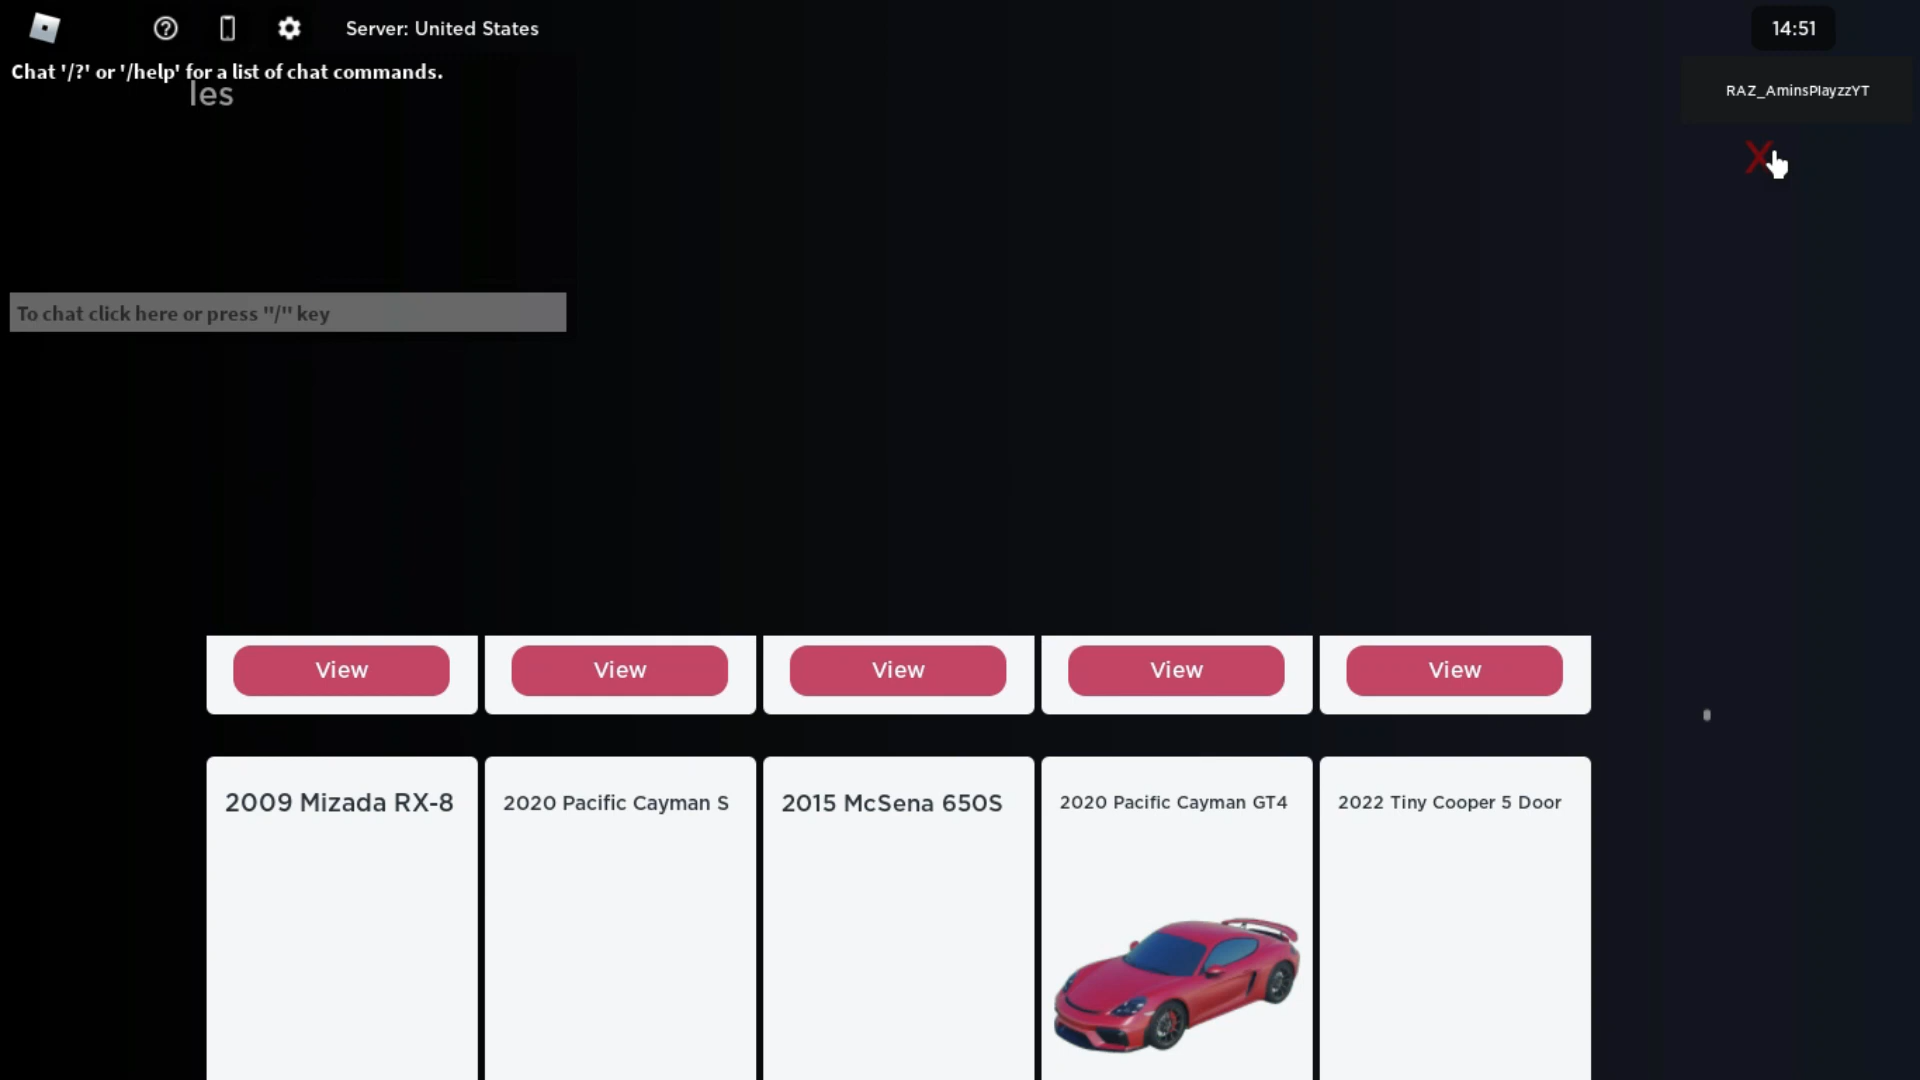 Server: United States
14:51
Chat '/?' or '/help' for a list of chat commands.
les
RAZ_AminsPlayzzYT
X
To chat click here or press "/" key
View
View
View
View
View
2009 Mizada RX-8
2020 Pacific Cayman S
2015 McSena 650S
2020 Pacific Cayman GT4
2022 Tiny Cooper 5 Door